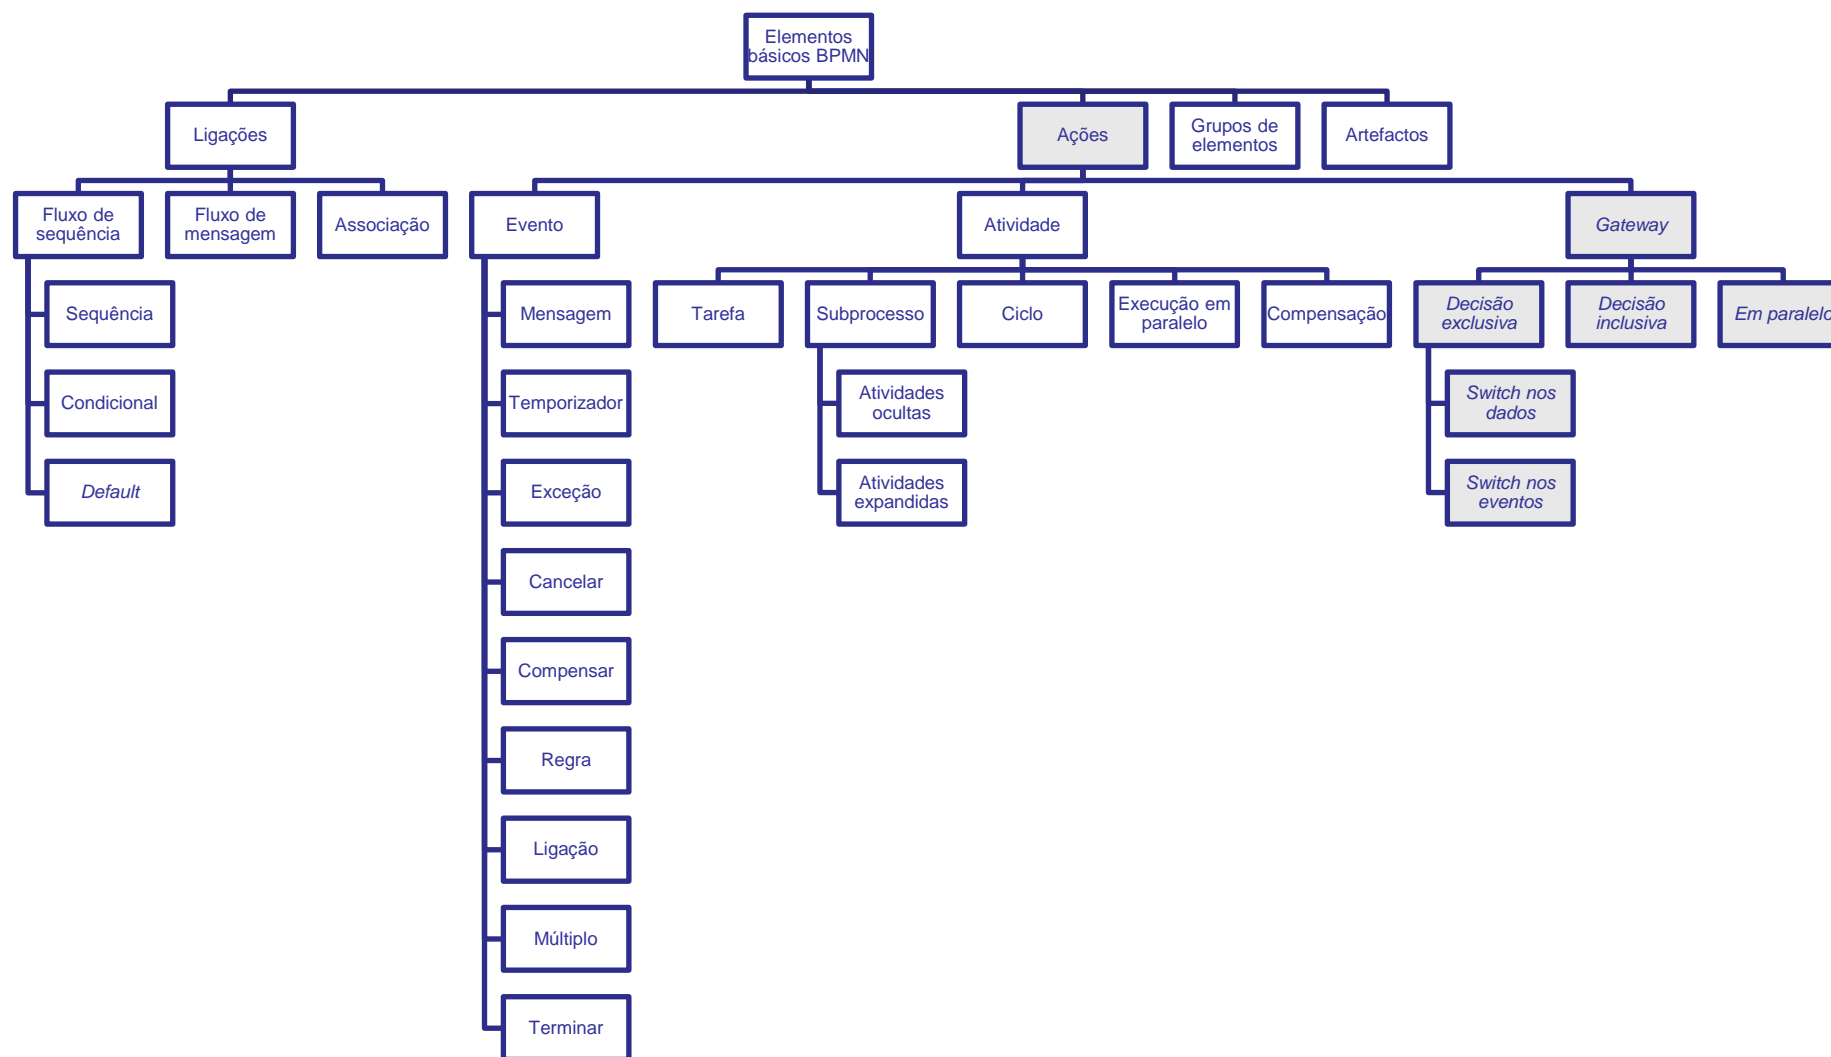 Elementos
básicos BPMN
Ligações
Ações
Grupos de
elementos
Artefactos
Fluxo de
sequência
Fluxo de
mensagem
Associação
Evento
Atividade
Gateway
Sequência
Condicional
Default
Mensagem
Temporizador
Exceção
Cancelar
Compensar
Regra
Ligação
Múltiplo
Terminar
Tarefa
Subprocesso
Ciclo
Execução em
paralelo
Compensação
Atividades
ocultas
Atividades
expandidas
Decisão
exclusiva
Decisão
inclusiva
Em paralelo
Switch nos
dados
Switch nos
eventos